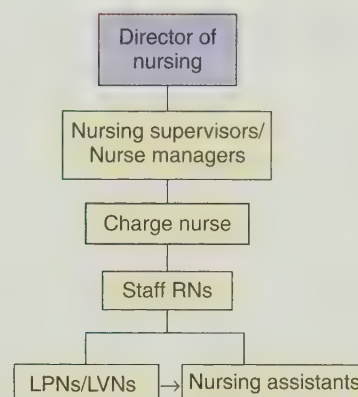 Director of
nursing
Nursing supervisors/
Nurse managers
Charge nurse
Staff RNs
LPNs/LVNs → Nursing assistants